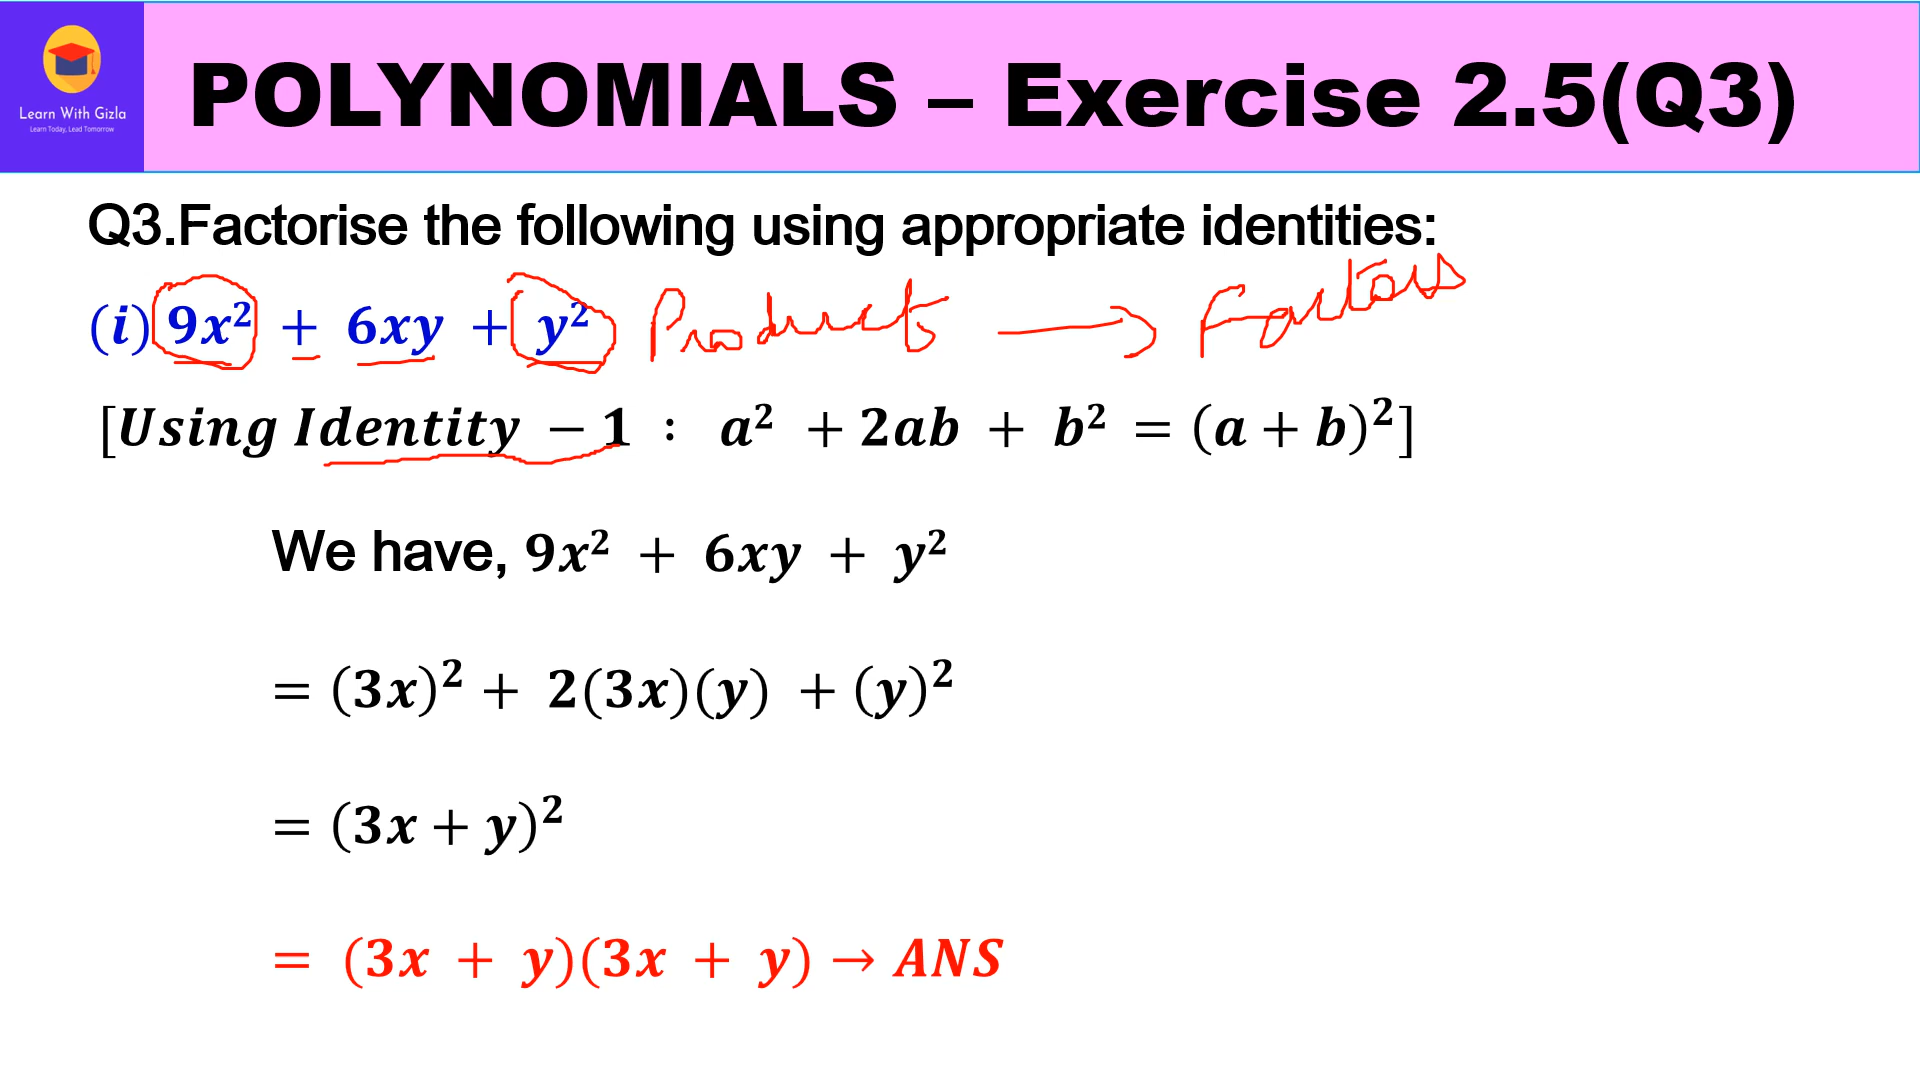 Learn With Gizla
Learn Today, Lead Tomorrow
POLYNOMIALS – Exercise 2.5(Q3)
Q3.Factorise the following using appropriate identities:
(i) 9x² + 6xy + y² Products → Factors
[Using Identity − 1 : a² + 2ab + b² = (a + b)²]
We have, 9x² + 6xy + y²
= (3x)² + 2(3x)(y) + (y)²
= (3x + y)²
= (3x + y)(3x + y) → ANS